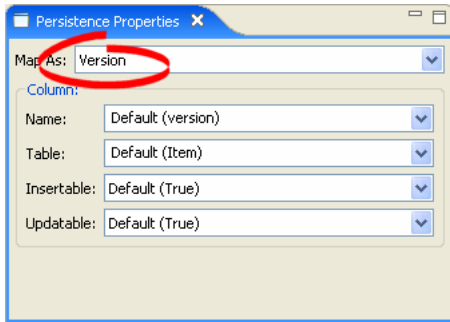 Persistence Properties
Map As: Version
Column:
Name: Default (version)
Table: Default (Item)
Insertable: Default (True)
Updatable: Default (True)